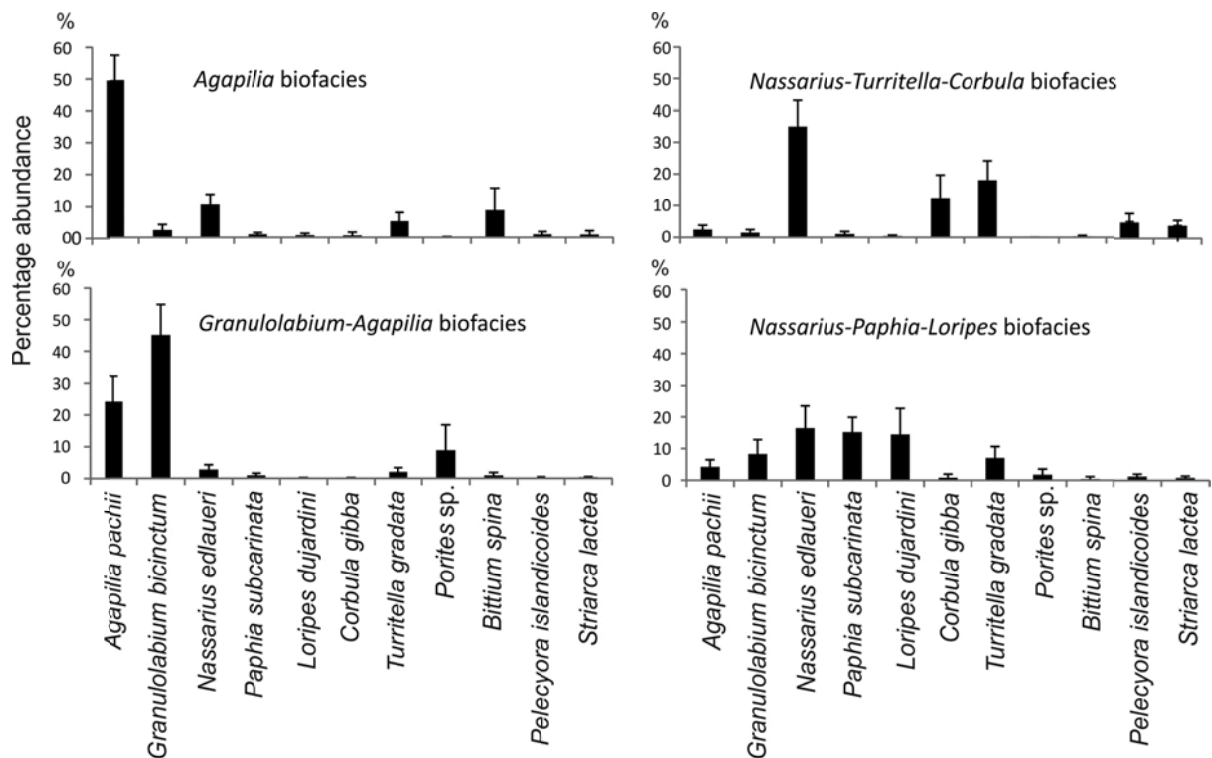 %
60
50
40
30
20
10
00
Agapilia biofacies
%
60
50
40
30
20
10
0
Nassarius-Turritella-Corbula biofacies
Percentage abundance
%
60
50
40
30
20
10
0
Granulolabium-Agapilia biofacies
%
60
50
40
30
20
10
0
Nassarius-Paphia-Loripes biofacies
Agapilia pachii
Granulolabium bicinctum
Nassarius edlaueri
Paphia subcarinata
Loripes dujardini
Corbula gibba
Turritella gradata
Porites sp.
Bittium spina
Pelecyora islandicoides
Striarca lactea
Agapilia pachii
Granulolabium bicinctum
Nassarius edlaueri
Paphia subcarinata
Loripes dujardini
Corbula gibba
Turritella gradata
Porites sp.
Bittium spina
Pelecyora islandicoides
Striarca lactea